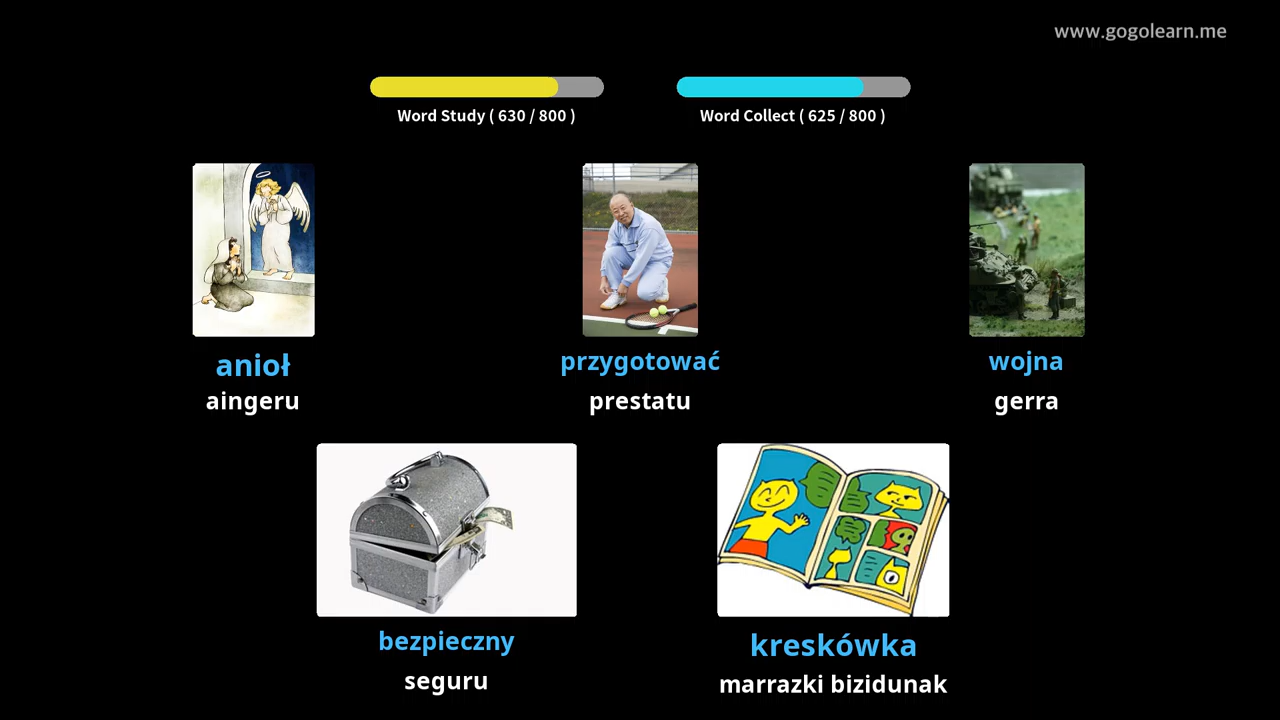 www.gogolearn.me
Word Study ( 630 / 800 )
Word Collect ( 625 / 800 )
anioł
aingeru
przygotować
prestatu
wojna
gerra
bezpieczny
seguru
kreskówka
marrazki bizidunak